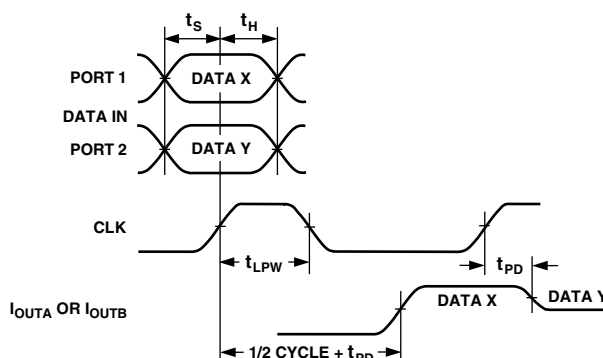 tS tH
PORT 1
DATA X
DATA IN
PORT 2
DATA Y
CLK
tLPW
tPD
IOUTA OR IOUTB
DATA X
DATA Y
1/2 CYCLE + tPD